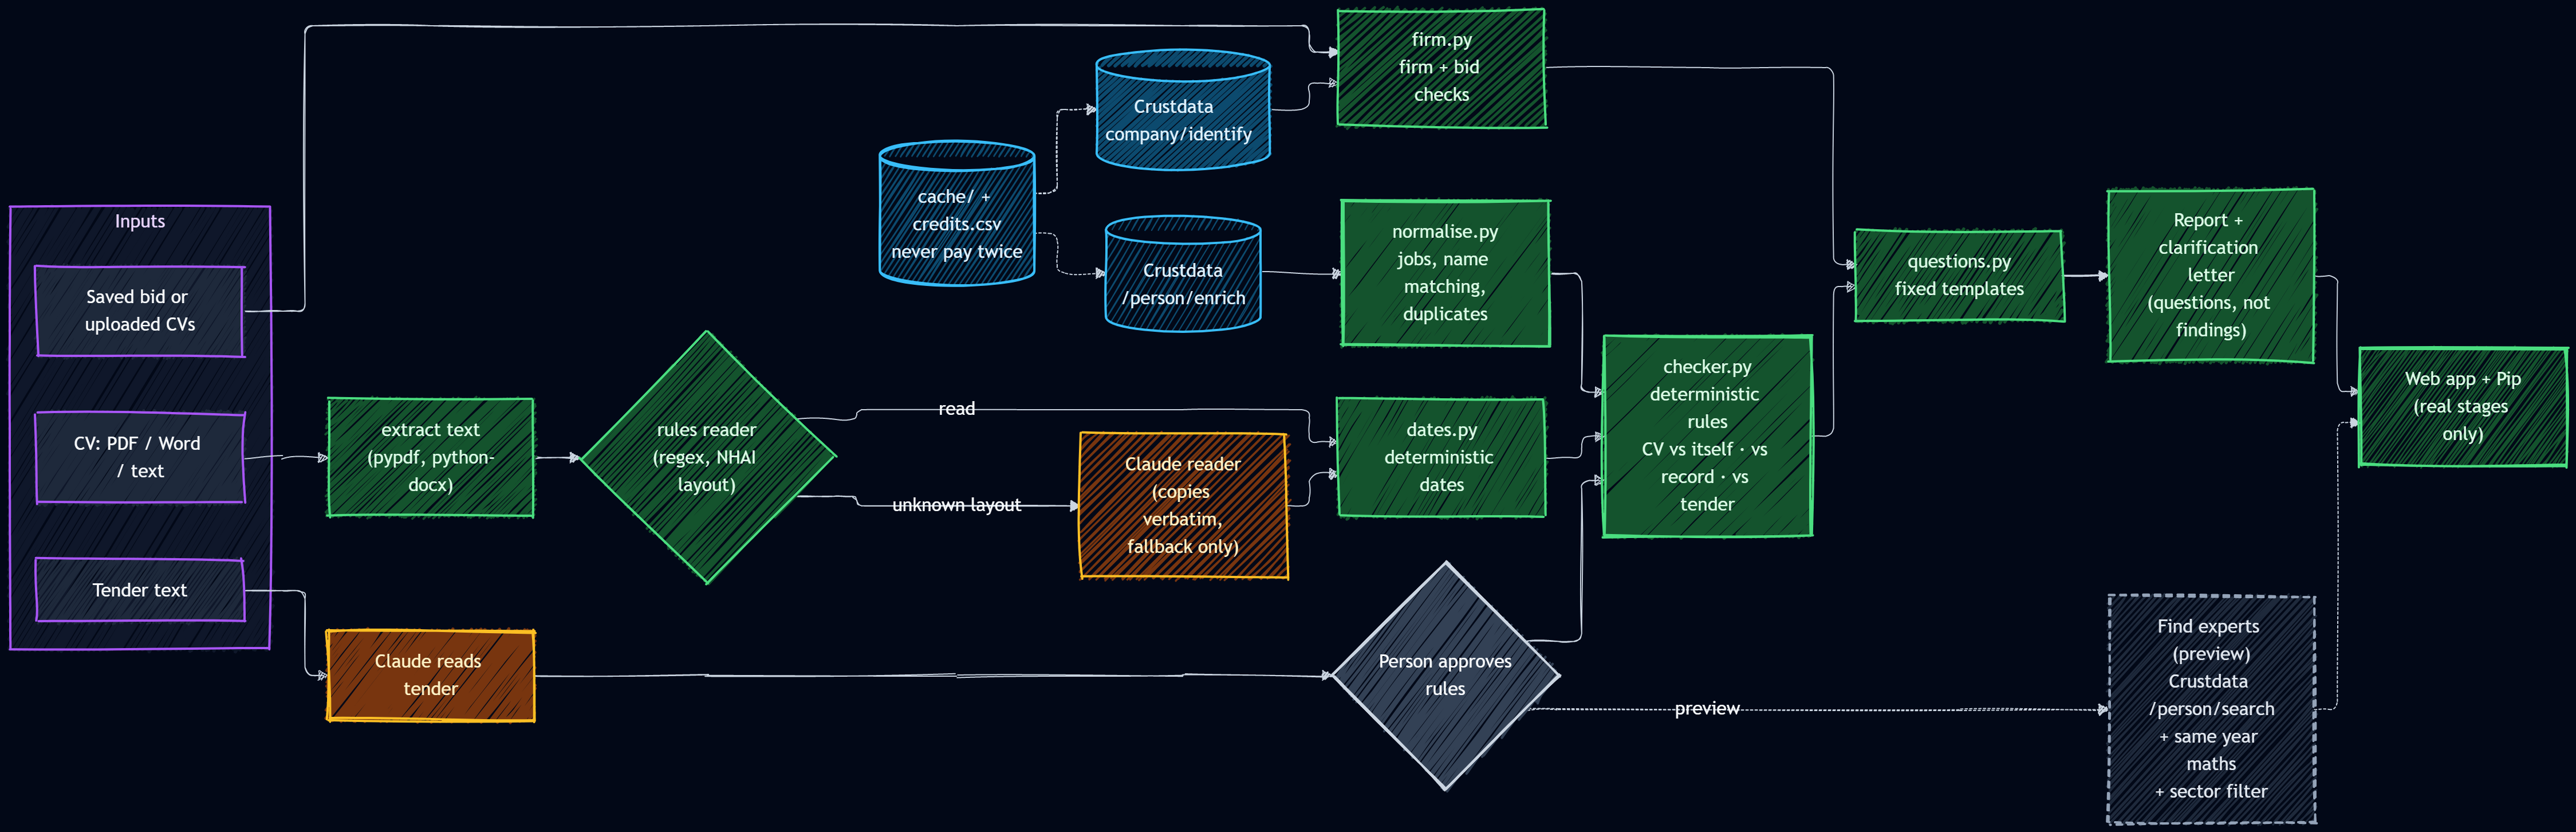 Inputs
Saved bid or
uploaded CVs
CV: PDF / Word
/ text
Tender text
extract text
(pypdf, python-
docx)
Claude reads
tender
rules reader
(regex, NHAI
layout)
read
unknown layout
cache/ +
credits.csv
never pay twice
Crustdata
company/identify
Crustdata
/person/enrich
Claude reader
(copies
verbatim,
fallback only)
firm.py
firm + bid
checks
normalise.py
jobs, name
matching,
duplicates
dates.py
deterministic
dates
Person approves
rules
preview
checker.py
deterministic
rules
CV vs itself · vs
record · vs
tender
questions.py
fixed templates
Report +
clarification
letter
(questions, not
findings)
Find experts
(preview)
Crustdata
/person/search
+ same year
maths
+ sector filter
Web app + Pip
(real stages
only)